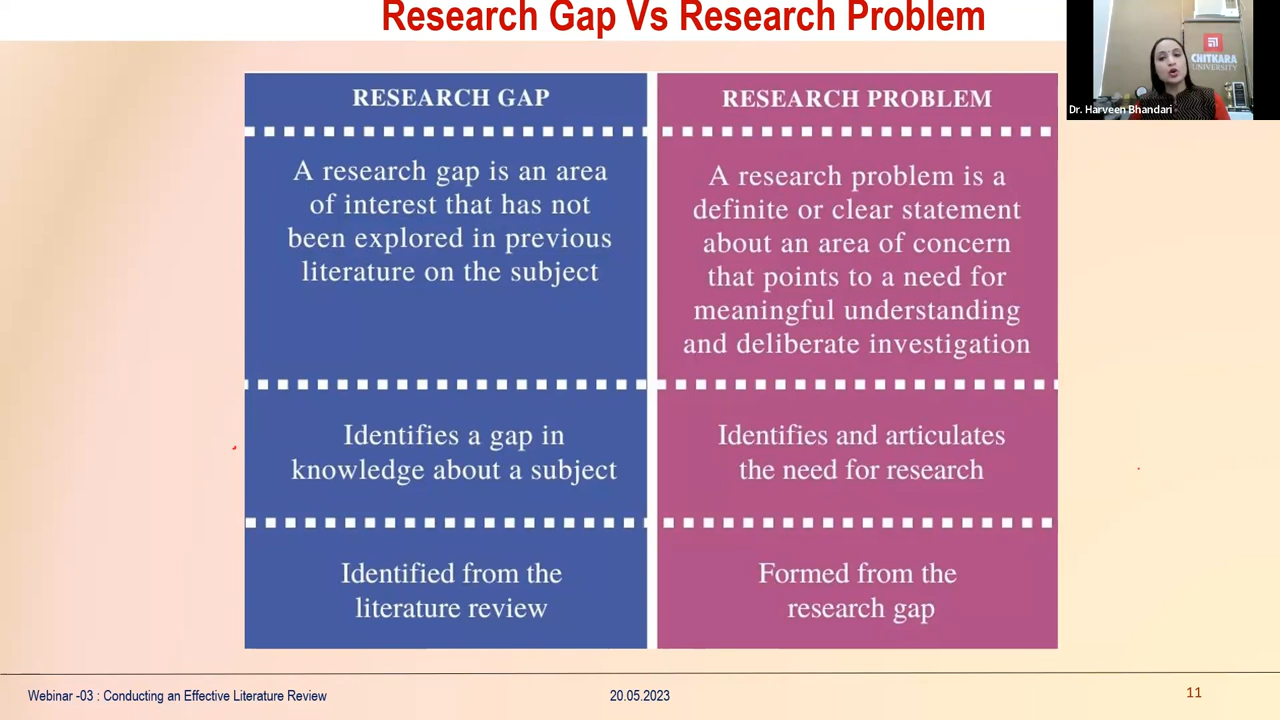 Research Gap Vs Research Problem
CHITKARA
UNIVERSITY
Dr. Harveen Bhandari
RESEARCH GAP
A research gap is an area
of interest that has not
been explored in previous
literature on the subject
Identifies a gap in
knowledge about a subject
Identified from the
literature review
RESEARCH PROBLEM
A research problem is a
definite or clear statement
about an area of concern
that points to a need for
meaningful understanding
and deliberate investigation
Identifies and articulates
the need for research
Formed from the
research gap
Webinar -03 : Conducting an Effective Literature Review
20.05.2023
11